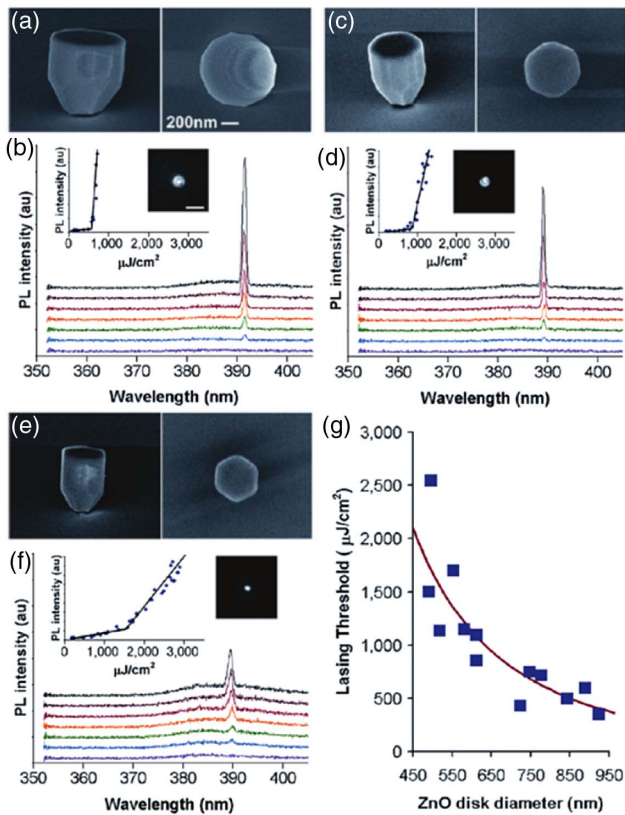 (a)
200nm
(c)
(b)
PL intensity (au)
PL intensity (au)
0 1,000 2,000 3,000
μJ/cm²
350 360 370 380 390 400
Wavelength (nm)
(d)
PL intensity (au)
PL intensity (au)
0 1,000 2,000 3,000
μJ/cm²
350 360 370 380 390 400
Wavelength (nm)
(e)
(f)
PL intensity (au)
PL intensity (au)
0 1,000 2,000 3,000
μJ/cm²
350 360 370 380 390 400
Wavelength (nm)
(g)
Lasing Threshold ( μJ/cm²)
3,000
2,500
2,000
1,500
1,000
500
0
450 550 650 750 850 950
ZnO disk diameter (nm)